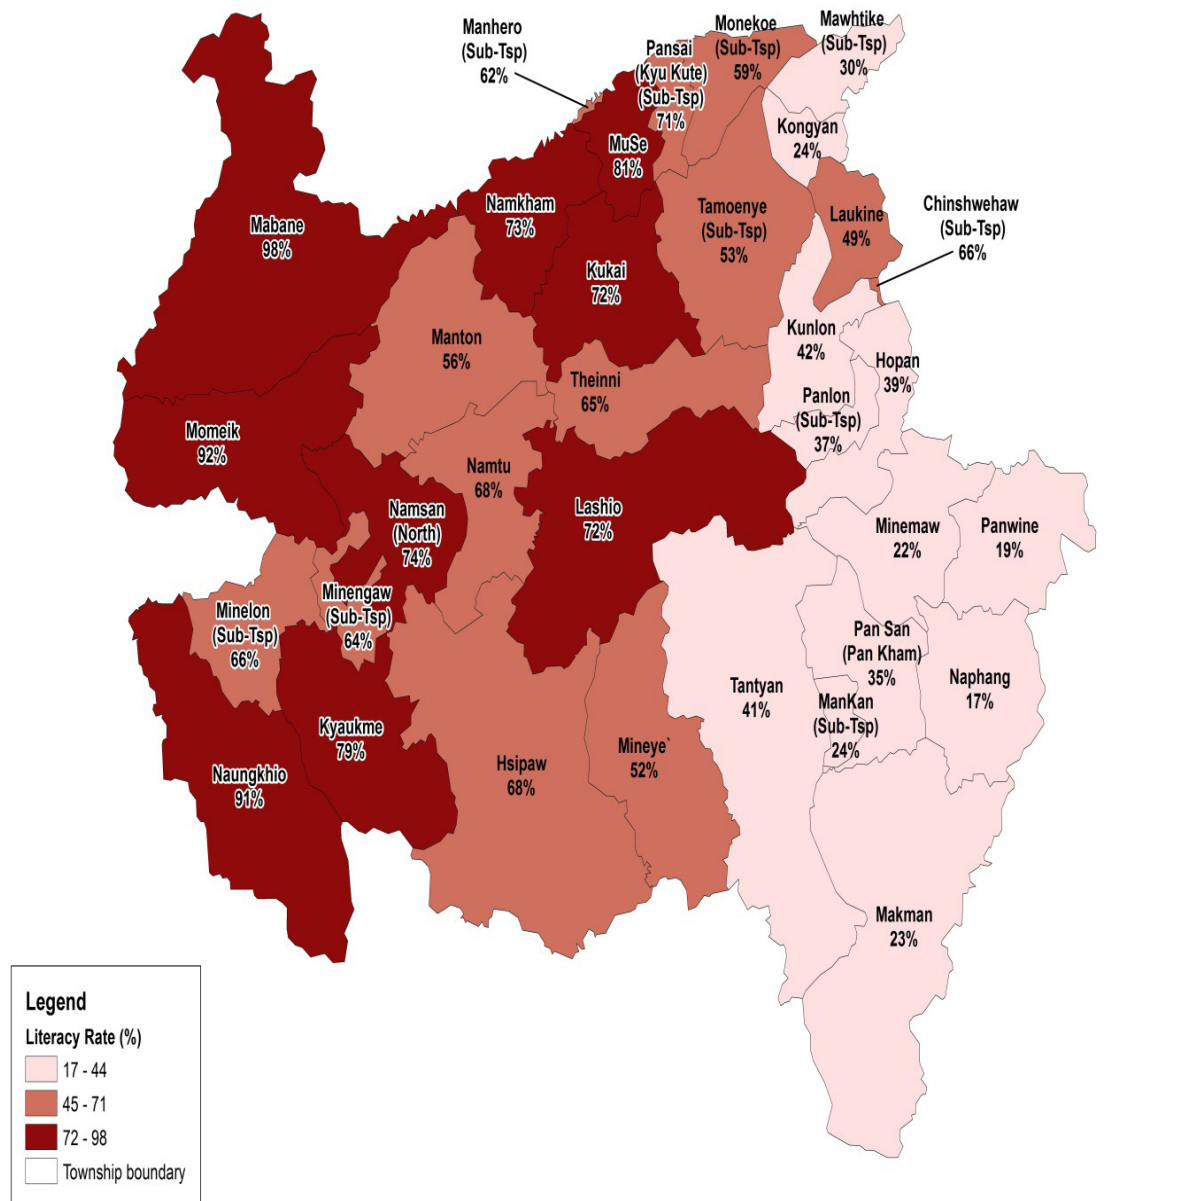 Manhero
(Sub-Tsp)
62%
Pansai
(Kyu Kute)
(Sub-Tsp)
71%
Monekoe
(Sub-Tsp)
59%
Mawhtike
(Sub-Tsp)
30%
Kongyan
24%
MuSe
81%
Namkham
73%
Mabane
98%
Tamoenye
(Sub-Tsp)
53%
Laukine
49%
Chinshwehaw
(Sub-Tsp)
66%
Kukai
72%
Manton
56%
Kunlon
42%
Hopan
39%
Theinni
65%
Panlon
(Sub-Tsp)
37%
Momeik
92%
Namtu
68%
Namsan
(North)
74%
Lashio
72%
Minemaw
22%
Panwine
19%
Minelon
(Sub-Tsp)
66%
Minengaw
(Sub-Tsp)
64%
Pan San
(Pan Kham)
35%
Naphang
17%
Tantyan
41%
ManKan
(Sub-Tsp)
24%
Kyaukme
79%
Naungkhio
91%
Hsipaw
68%
Mineye`
52%
Makman
23%
Legend
Literacy Rate (%)
17 - 44
45 - 71
72 - 98
Township boundary